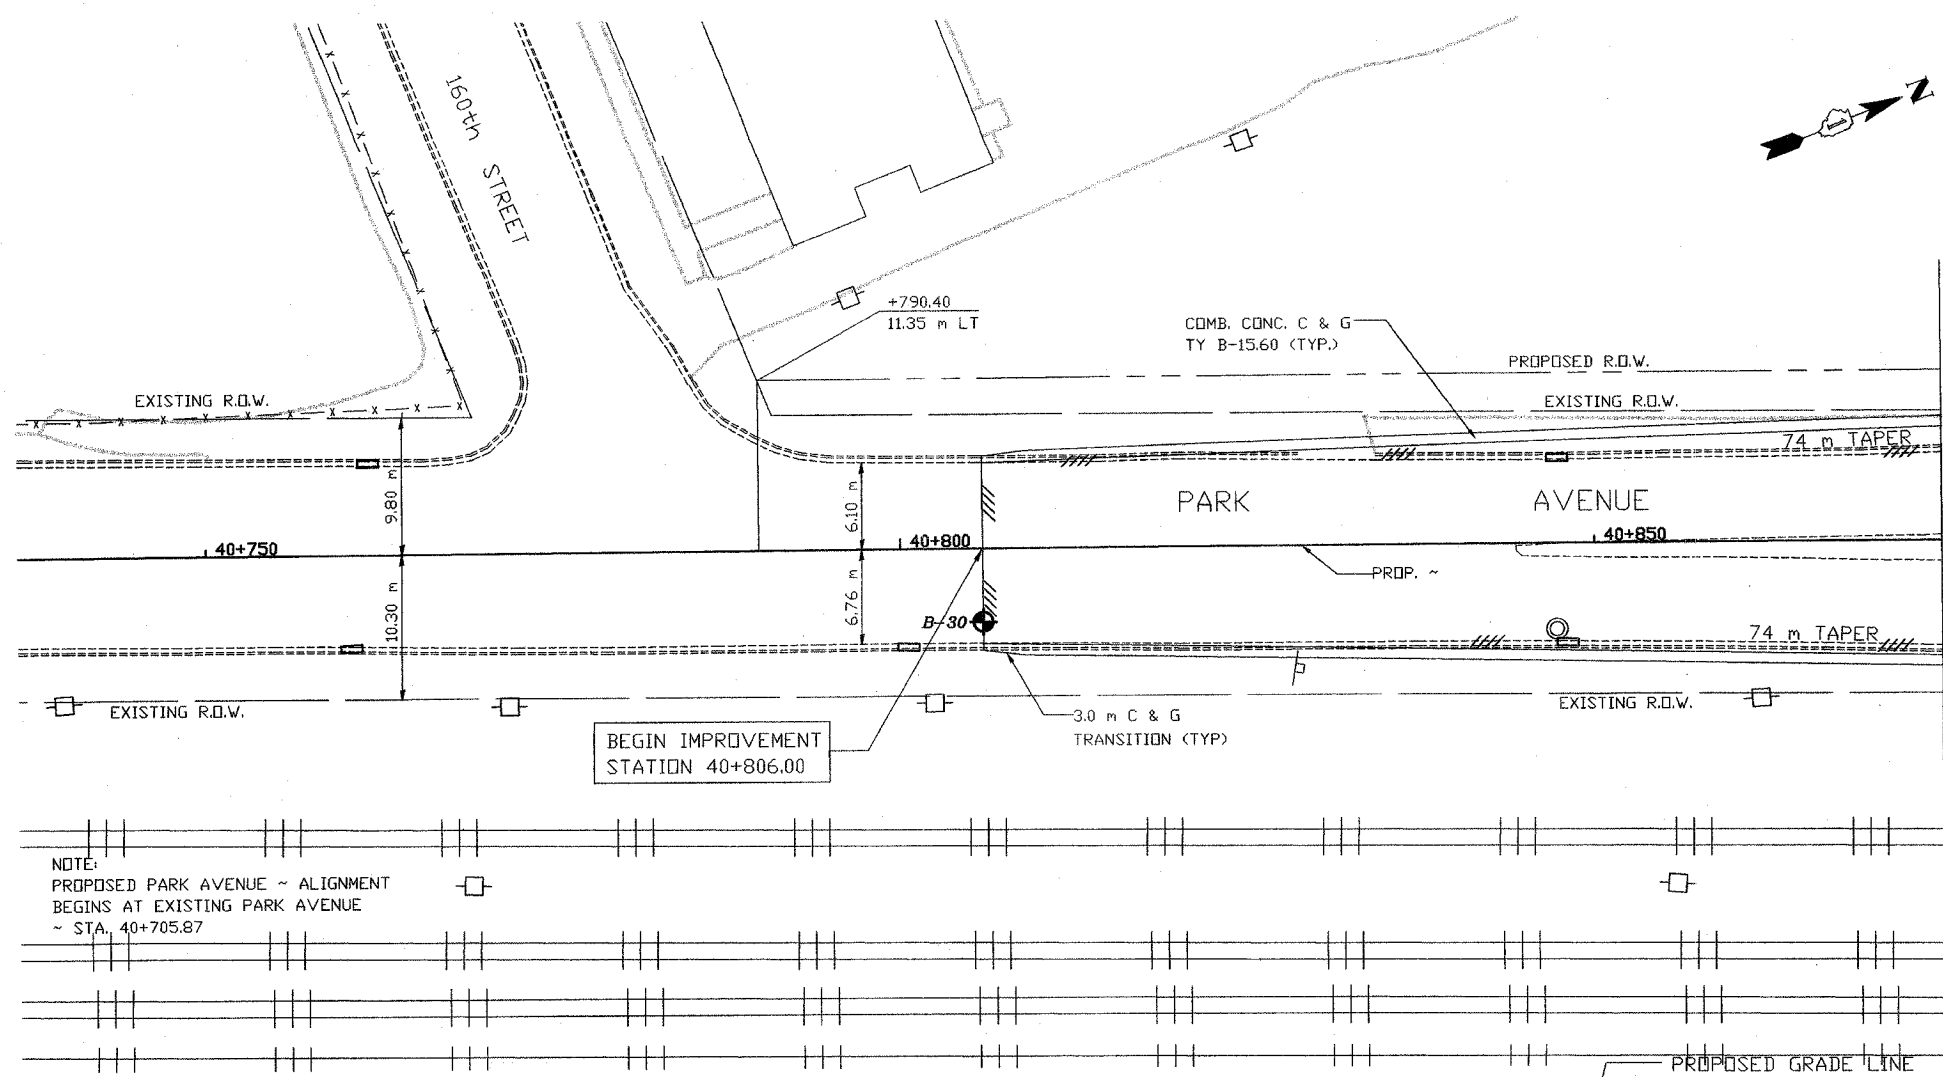 160th STREET
N
+790.40
11.35 m LT
COMB. CONC. C & G
TY B-15.60 (TYP.)
PROPOSED R.O.W.
EXISTING R.O.W.
EXISTING R.O.W.
74 m TAPER
9.80 m
6.10 m
PARK AVENUE
40+750
40+800
40+850
PROP. ~
10.30 m
6.76 m
B-30
74 m TAPER
EXISTING R.O.W.
EXISTING R.O.W.
3.0 m C & G
TRANSITION (TYP)
BEGIN IMPROVEMENT
STATION 40+806.00
NOTE:
PROPOSED PARK AVENUE ~ ALIGNMENT
BEGINS AT EXISTING PARK AVENUE
~ STA. 40+705.87
PROPOSED GRADE LINE